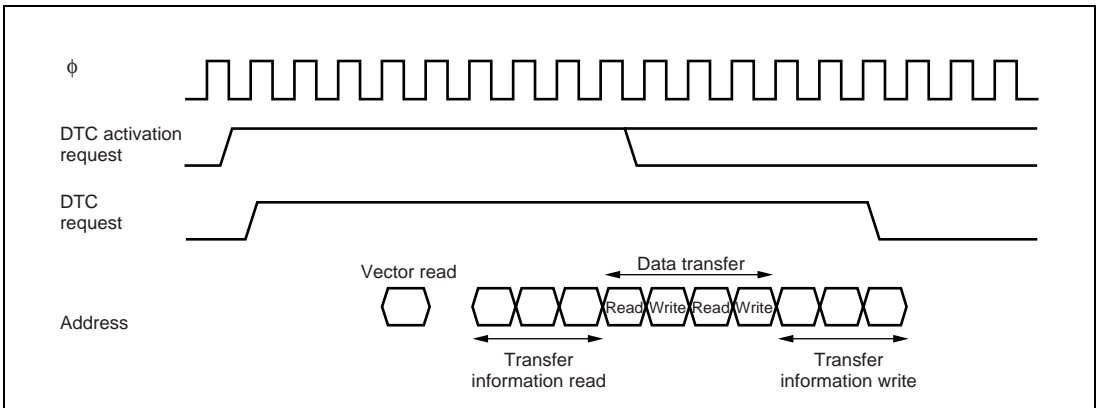 ϕ
DTC activation
request
DTC
request
Vector read
Data transfer
Address
Read Write Read Write
Transfer
information read
Transfer
information write